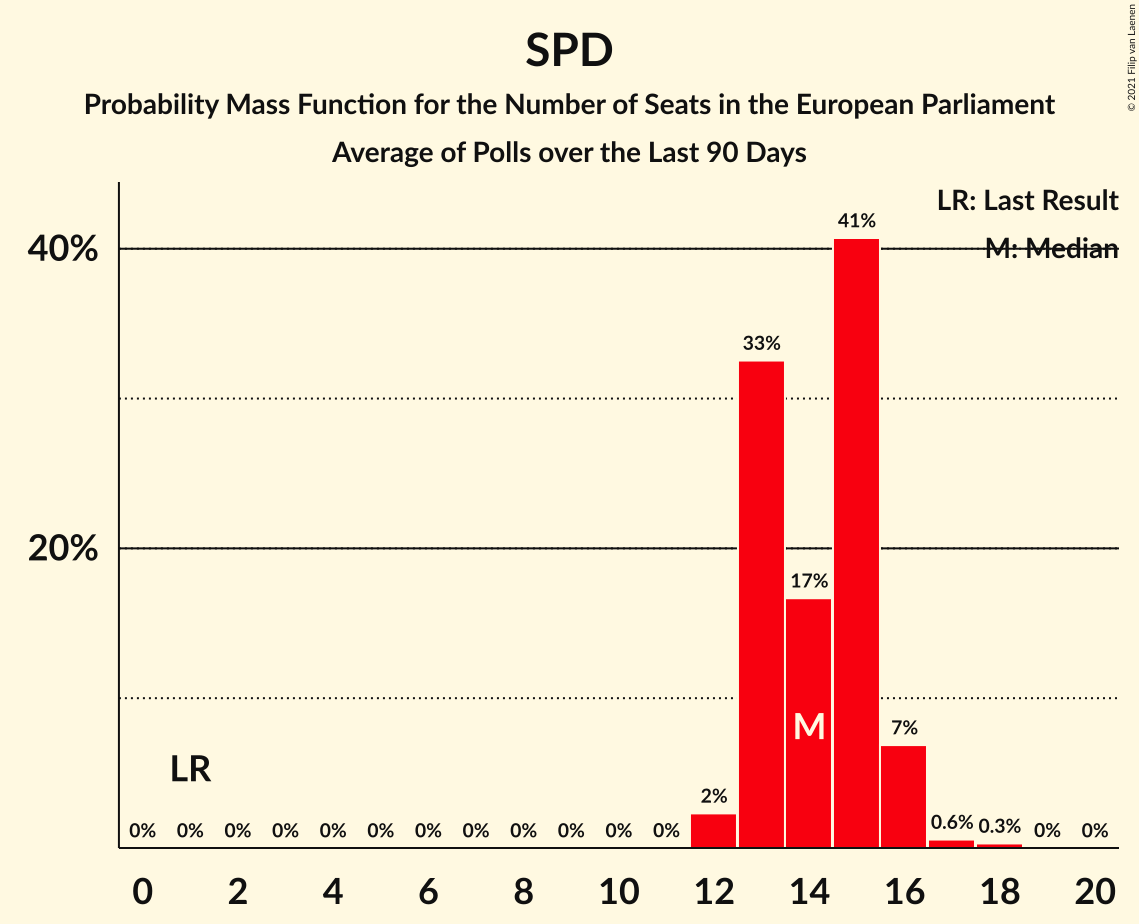 SPD
Probability Mass Function for the Number of Seats in the European Parliament
Average of Polls over the Last 90 Days
© 2021 Filip van Laenen
LR: Last Result
M: Median
40%
20%
41%
33%
17%
7%
2%
0.6%
0.3%
M
LR
0% 0% 0% 0% 0% 0% 0% 0% 0% 0% 0% 0% 0% 0%
0 2 4 6 8 10 12 14 16 18 20